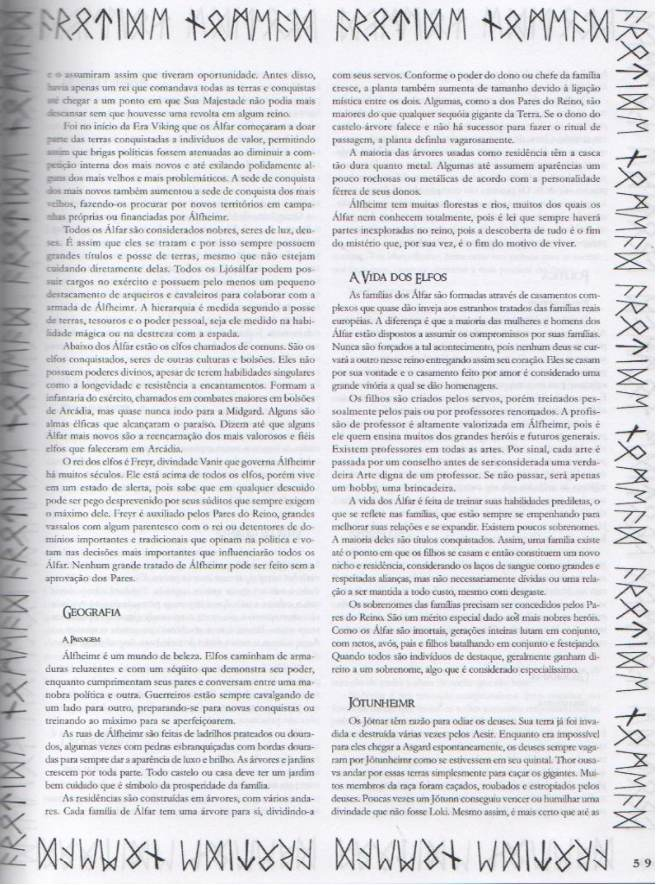 e o assumiram assim que tiveram oportunidade. Antes disso,
havia apenas um rei que comandava todas as terras e conquistas
até chegar a um ponto em que Sua Majestade não podia mais
descansar sem que houvesse uma revolta em algum reino.
Foi no início da Era Viking que os Álfar começaram a doar
parte das terras conquistadas a indivíduos de valor, permitindo
assim que brigas políticas fossem atenuadas ao diminuir a com-
petição interna dos mais novos e até exilando polidamente al-
guns dos mais velhos e mais problemáticos. A sede de conquista
dos mais novos também aumentou a sede de conquista dos mais
velhos, fazendo-os procurar por novos territórios em campa-
nhas próprias ou financiadas por Álfheimr.
Todos os Álfar são considerados nobres, seres de luz, deu-
ses. É assim que eles se tratam e por isso sempre possuem
grandes títulos e posse de terras, mesmo que não estejam
cuidando diretamente delas. Todos os Ljósálfar podem pos-
suir cargos no exército e possuem pelo menos um pequeno
destacamento de arqueiros e cavaleiros para colaborar com a
armada de Álfheimr. A hierarquia é medida segundo a posse
de terras, tesouros e o poder pessoal, seja ele medido na habi-
lidade mágica ou na destreza com a espada.
Abaixo dos Álfar estão os elfos chamados de comuns. São os
elfos conquistados, seres de outras culturas e bolsões. Eles não
possuem poderes divinos, apesar de terem habilidades singulares
como a longevidade e resistência a encantamentos. Formam a
infantaria do exército, chamados em combates maiores em bolsões
de Arcádia, mas quase nunca indo para a Midgard. Alguns são
almas élficas que alcançaram o paraíso. Dizem até que alguns
Álfar mais novos são a reencarnação dos mais valorosos e fiéis
elfos que faleceram em Arcádia.
O rei dos elfos é Freyr, divindade Vanir que governa Álfheimr
há muitos séculos. Ele está acima de todos os elfos, porém vive
em um estado de alerta, pois sabe que em qualquer descuido
pode ser pego desprevenido por seus súditos que sempre exigem
o máximo dele. Freyr é auxiliado pelos Pares do Reino, grandes
vassalos com algum parentesco com o rei ou detentores de do-
mínios importantes e tradicionais que opinam na política e vo-
tam nas decisões mais importantes que influenciarão todos os
Álfar. Nenhum grande tratado de Álfheimr pode ser feito sem a
aprovação dos Pares.
GEOGRAFIA
A PAISAGEM
Álfheimr é um mundo de beleza. Elfos caminham de arma-
duras reluzentes e com um séquito que demonstra seu poder,
enquanto cumprimentam seus pares e conversam entre uma ma-
nobra política e outra. Guerreiros estão sempre cavalgando de
um lado para outro, preparando-se para novas conquistas ou
treinando ao máximo para se aperfeiçoarem.
As ruas de Álfheimr são feitas de ladrilhos prateados ou doura-
dos, algumas vezes com pedras esbranquiçadas com bordas doura-
das para sempre dar a aparência de luxo e brilho. As árvores e jardins
crescem por toda parte. Todo castelo ou casa deve ter um jardim
bem cuidado que é símbolo da prosperidade da família.
As residências são construídas em árvores, com vários anda-
res. Cada família de Álfar tem uma árvore para si, dividindo-a
com seus servos. Conforme o poder do dono ou chefe da família
cresce, a planta também aumenta de tamanho devido à ligação
mística entre os dois. Algumas, como a dos Pares do Reino, são
maiores do que qualquer sequóia gigante da Terra. Se o dono do
castelo-árvore falece e não há sucessor para fazer o ritual de
passagem, a planta definha vagarosamente.
A maioria das árvores usadas como residência têm a casca
tão dura quanto metal. Algumas até assumem aparências um
pouco rochosas ou metálicas de acordo com a personalidade
férrea de seus donos.
Álfheimr tem muitas florestas e rios, muitos dos quais os
Álfar nem conhecem totalmente, pois é lei que sempre haverá
partes inexploradas no reino, pois a descoberta de tudo é o fim
do mistério que, por sua vez, é o fim do motivo de viver.
A VIDA DOS ELFOS
As famílias dos Álfar são formadas através de casamentos com-
plexos que quase dão inveja aos estranhos tratados das famílias reais
européias. A diferença é que a maioria das mulheres e homens dos
Álfar estão dispostos a assumir os compromissos por suas famílias.
Nunca são forçados a tal acontecimento, pois nenhum deus se cur-
vará a outro nesse reino entregando assim seu coração. Eles se casam
por sua vontade e o casamento feito por amor é considerado uma
grande vitória a qual se dão homenagens.
Os filhos são criados pelos servos, porém treinados pes-
soalmente pelos pais ou por professores renomados. A profis-
são de professor é altamente valorizada em Álfheimr, pois é
ele quem ensina muitos dos grandes heróis e futuros generais.
Existem professores em todas as artes. Por sinal, cada arte é
passada por um conselho antes de ser considerada uma verda-
deira Arte digna de um professor. Se não passar, será apenas
um hobby, uma brincadeira.
A vida dos Álfar é feita de treinar suas habilidades prediletas, o
que se reflete nas famílias, que estão sempre se empenhando para
melhorar suas relações e se expandir. Existem poucos sobrenomes.
A maioria deles são títulos conquistados. Assim, uma família existe
até o ponto em que os filhos se casam e então constituem um novo
nicho e residência, considerando os laços de sangue como grandes e
respeitadas alianças, mas não necessariamente dívidas ou uma rela-
ção a ser mantida a todo custo, mesmo com desgaste.
Os sobrenomes das famílias precisam ser concedidos pelos Pa-
res do Reino. São um mérito especial dado aos mais nobres heróis.
Como os Álfar são imortais, gerações inteiras lutam em conjunto,
com netos, avós, pais e filhos batalhando em conjunto e festejando.
Quando todos são indivíduos de destaque, geralmente ganham di-
reito a um sobrenome, algo que é considerado especialíssimo.
JÖTUNHEIMR
Os Jötnar têm razão para odiar os deuses. Sua terra já foi inva-
dida e destruída várias vezes pelos Aesir. Enquanto era impossível
para eles chegar a Asgard espontaneamente, os deuses sempre vaga-
ram por Jötunheimr como se estivessem em seu quintal. Thor ousa-
va andar por essas terras simplesmente para caçar os gigantes. Mui-
tos membros da raça foram caçados, roubados e estropiados pelos
deuses. Poucas vezes um Jötunn conseguiu vencer ou humilhar uma
divindade que não fosse Loki. Mesmo assim, é mais certo que até as
59